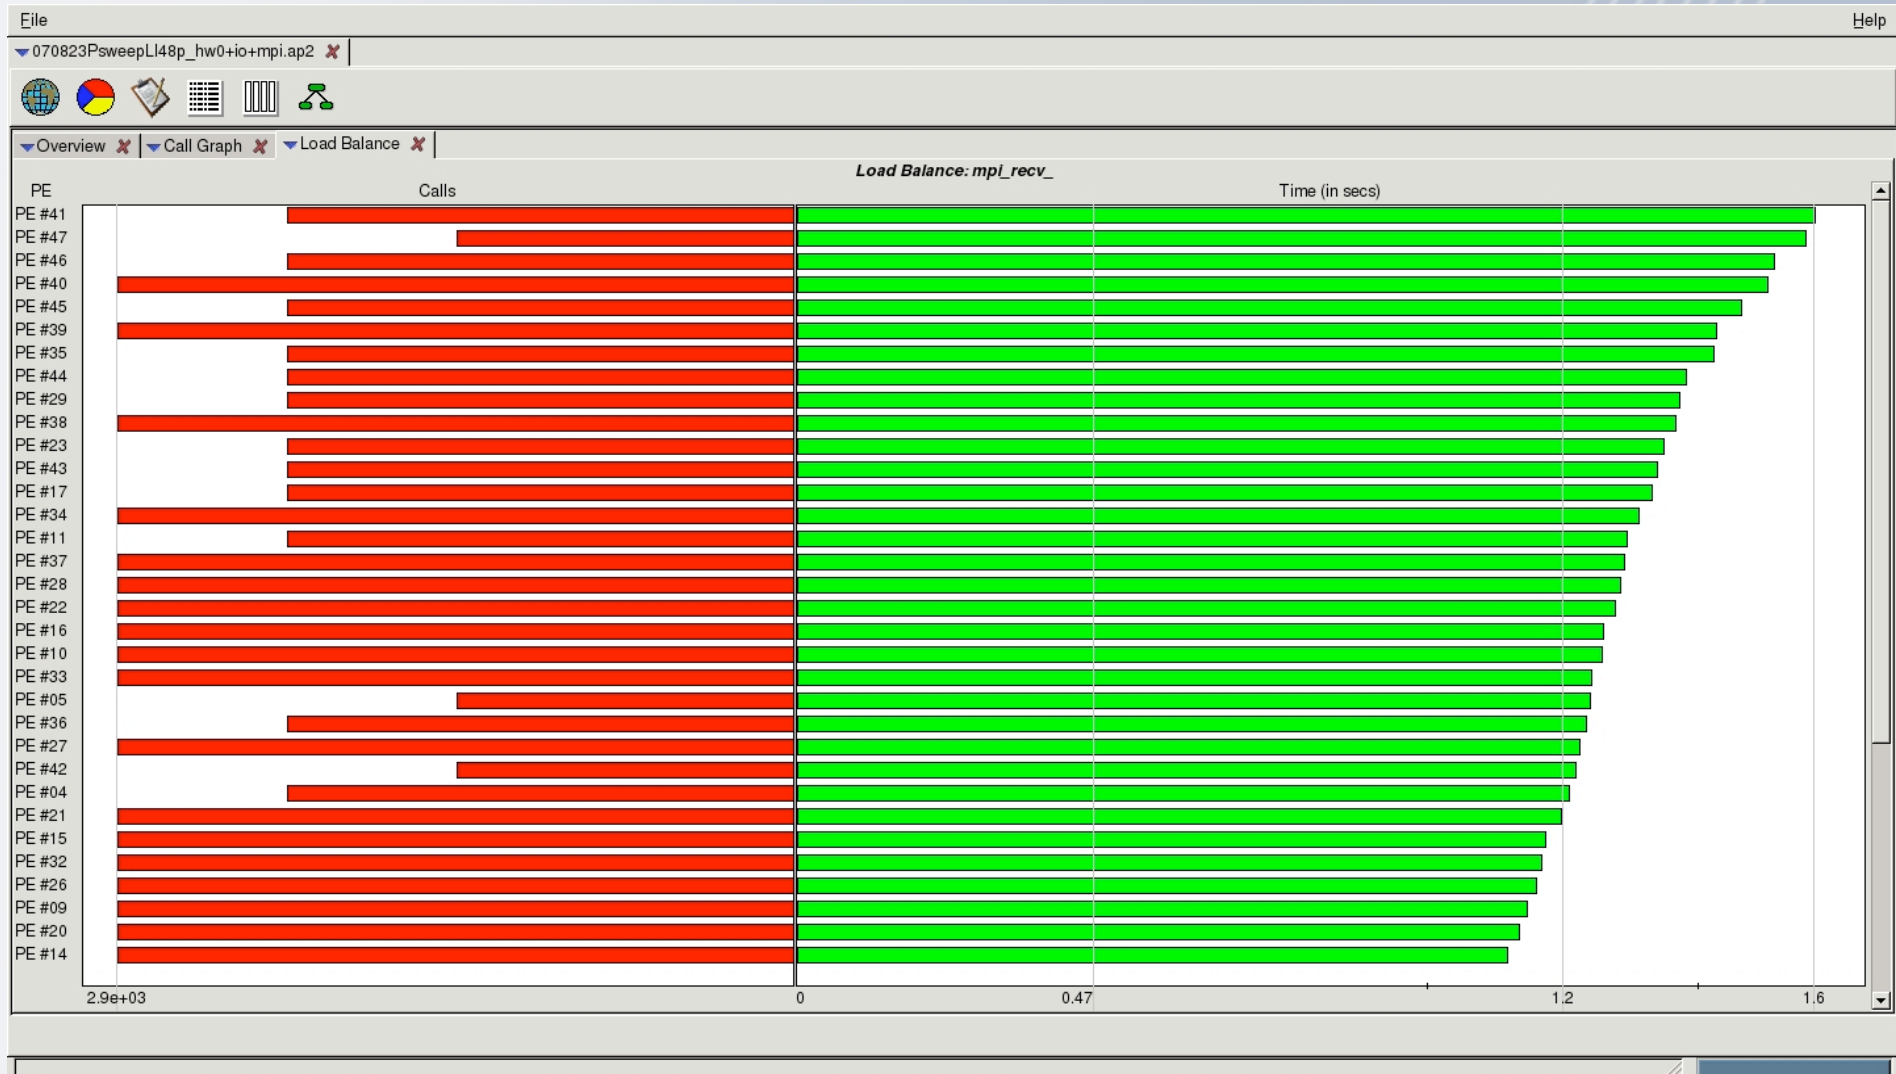 File Help
070823PsweepLI48p_hw0+io+mpi.ap2
Overview Call Graph Load Balance
Load Balance: mpi_recv_
PE Calls Time (in secs)
PE #41
PE #47
PE #46
PE #40
PE #45
PE #39
PE #35
PE #44
PE #29
PE #38
PE #23
PE #43
PE #17
PE #34
PE #11
PE #37
PE #28
PE #22
PE #16
PE #10
PE #33
PE #05
PE #36
PE #27
PE #42
PE #04
PE #21
PE #15
PE #32
PE #26
PE #09
PE #20
PE #14
2.9e+03 0 0.47 1.2 1.6